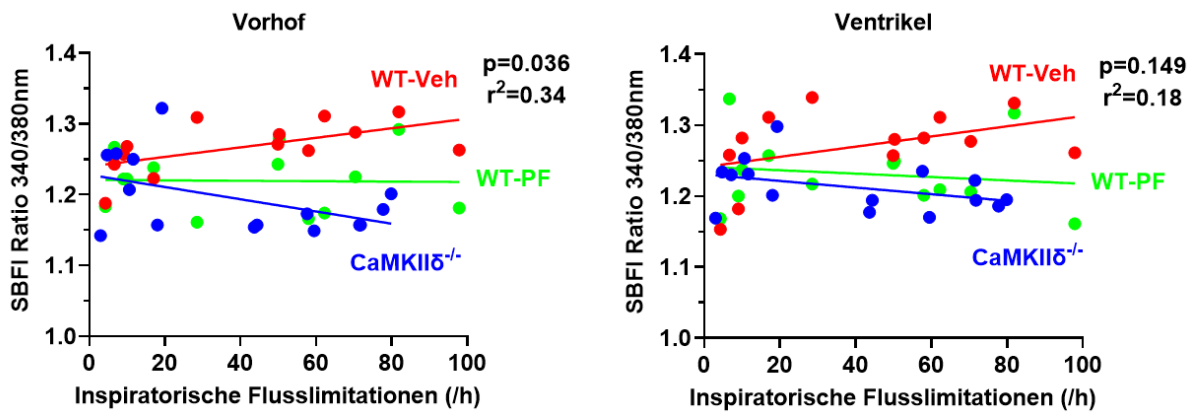 Vorhof
SBFI Ratio 340/380nm
1.4
1.3
1.2
1.1
1.0
0
20
40
60
80
100
Inspiratorische Flusslimitationen (/h)
WT-Veh
WT-PF
CaMKIIδ-/-
p=0.036
r2=0.34
Ventrikel
SBFI Ratio 340/380nm
1.4
1.3
1.2
1.1
1.0
0
20
40
60
80
100
Inspiratorische Flusslimitationen (/h)
WT-Veh
WT-PF
CaMKIIδ-/-
p=0.149
r2=0.18